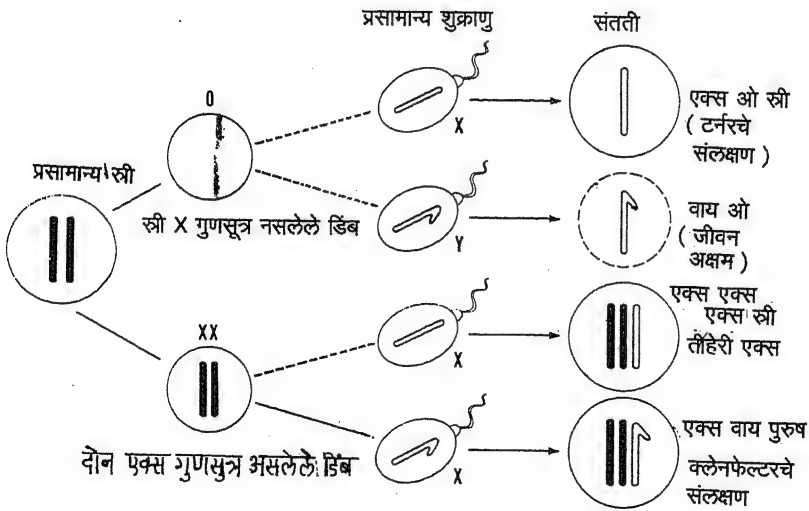 प्रसामान्य शुक्राणु
संतती
O
X
एक्स ओ स्त्री
( टर्नरचे
संलक्षण )
प्रसामान्य स्त्री
स्त्री X गुणसूत्र नसलेले डिंब
Y
वाय ओ
( जीवन
अक्षम )
XX
X
एक्स एक्स
एक्स स्त्री
तीहेरी एक्स
दोन एक्स गुणसुत्र असलेले डिंब
X
एक्स वाय पुरुष
क्लेनफेल्टरचे
संलक्षण